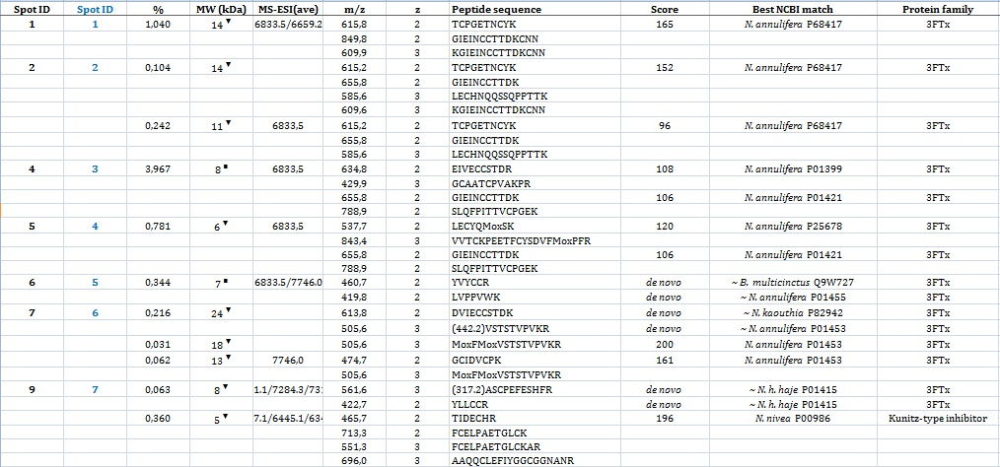 Spot ID Spot ID % MW (kDa) MS-ESI(ave) m/z z Peptide sequence Score Best NCBI match Protein family
1 1 1,040 14▼ 6833.5/6659.2 615,8 2 TCPGETNCYK 165 N. annulifera P68417 3FTx
849,8 2 GIEINCCTTDKCNN
609,9 3 KGIEINCCTTDKCNN
2 2 0,104 14▼ 615,2 2 TCPGETNCYK 152 N. annulifera P68417 3FTx
655,8 2 GIEINCCTTDK
585,6 3 LECHNQQSSQPPTTK
609,6 3 KGIEINCCTTDKCNN
0,242 11▼ 6833,5 615,2 2 TCPGETNCYK 96 N. annulifera P68417 3FTx
655,8 2 GIEINCCTTDK
585,6 3 LECHNQQSSQPPTTK
4 3 3,967 8■ 6833,5 634,8 2 EIVECCSTDR 108 N. annulifera P01399 3FTx
429,9 3 GCAATCPVAKPR
655,8 2 GIEINCCTTDK 106 N. annulifera P01421 3FTx
788,9 2 SLQFPITTVCPGEK
5 4 0,781 6▼ 6833,5 537,7 2 LECYQMoxSK 120 N. annulifera P25678 3FTx
843,4 3 VVTCKPEETFCYSDVFMoxPFR
655,8 2 GIEINCCTTDK 106 N. annulifera P01421 3FTx
788,9 2 SLQFPITTVCPGEK
6 5 0,344 7■ 6833.5/7746.0 460,7 2 YVYCCR de novo ~ B. multicinctus Q9W727 3FTx
419,8 2 LVPPVWK de novo ~ N. annulifera P01455 3FTx
7 6 0,216 24▼ 613,8 2 DVIECCSTDK de novo ~ N. kaouthia P82942 3FTx
505,6 3 (442.2)VSTSTVPVKR de novo ~ N. annulifera P01453 3FTx
0,031 18▼ 505,6 3 MoxFMoxVSTSTVPVKR 200 N. annulifera P01453 3FTx
0,062 13▼ 7746,0 474,7 2 GCIDVCPK 161 N. annulifera P01453 3FTx
505,6 3 MoxFMoxVSTSTVPVKR
9 7 0,063 8▼ 1.1/7284.3/73 561,6 3 (317.2)ASCPEFESHFR de novo ~ N. h. haje P01415 3FTx
422,7 2 YLLCCR de novo ~ N. h. haje P01415 3FTx
0,360 5▼ 7.1/6445.1/63 465,7 2 TIDECHR 196 N. nivea P00986 Kunitz-type inhibitor
713,3 2 FCELPAETGLCK
551,3 3 FCELPAETGLCKAR
696,0 3 AAQQCLEFIYGGCGGNANR